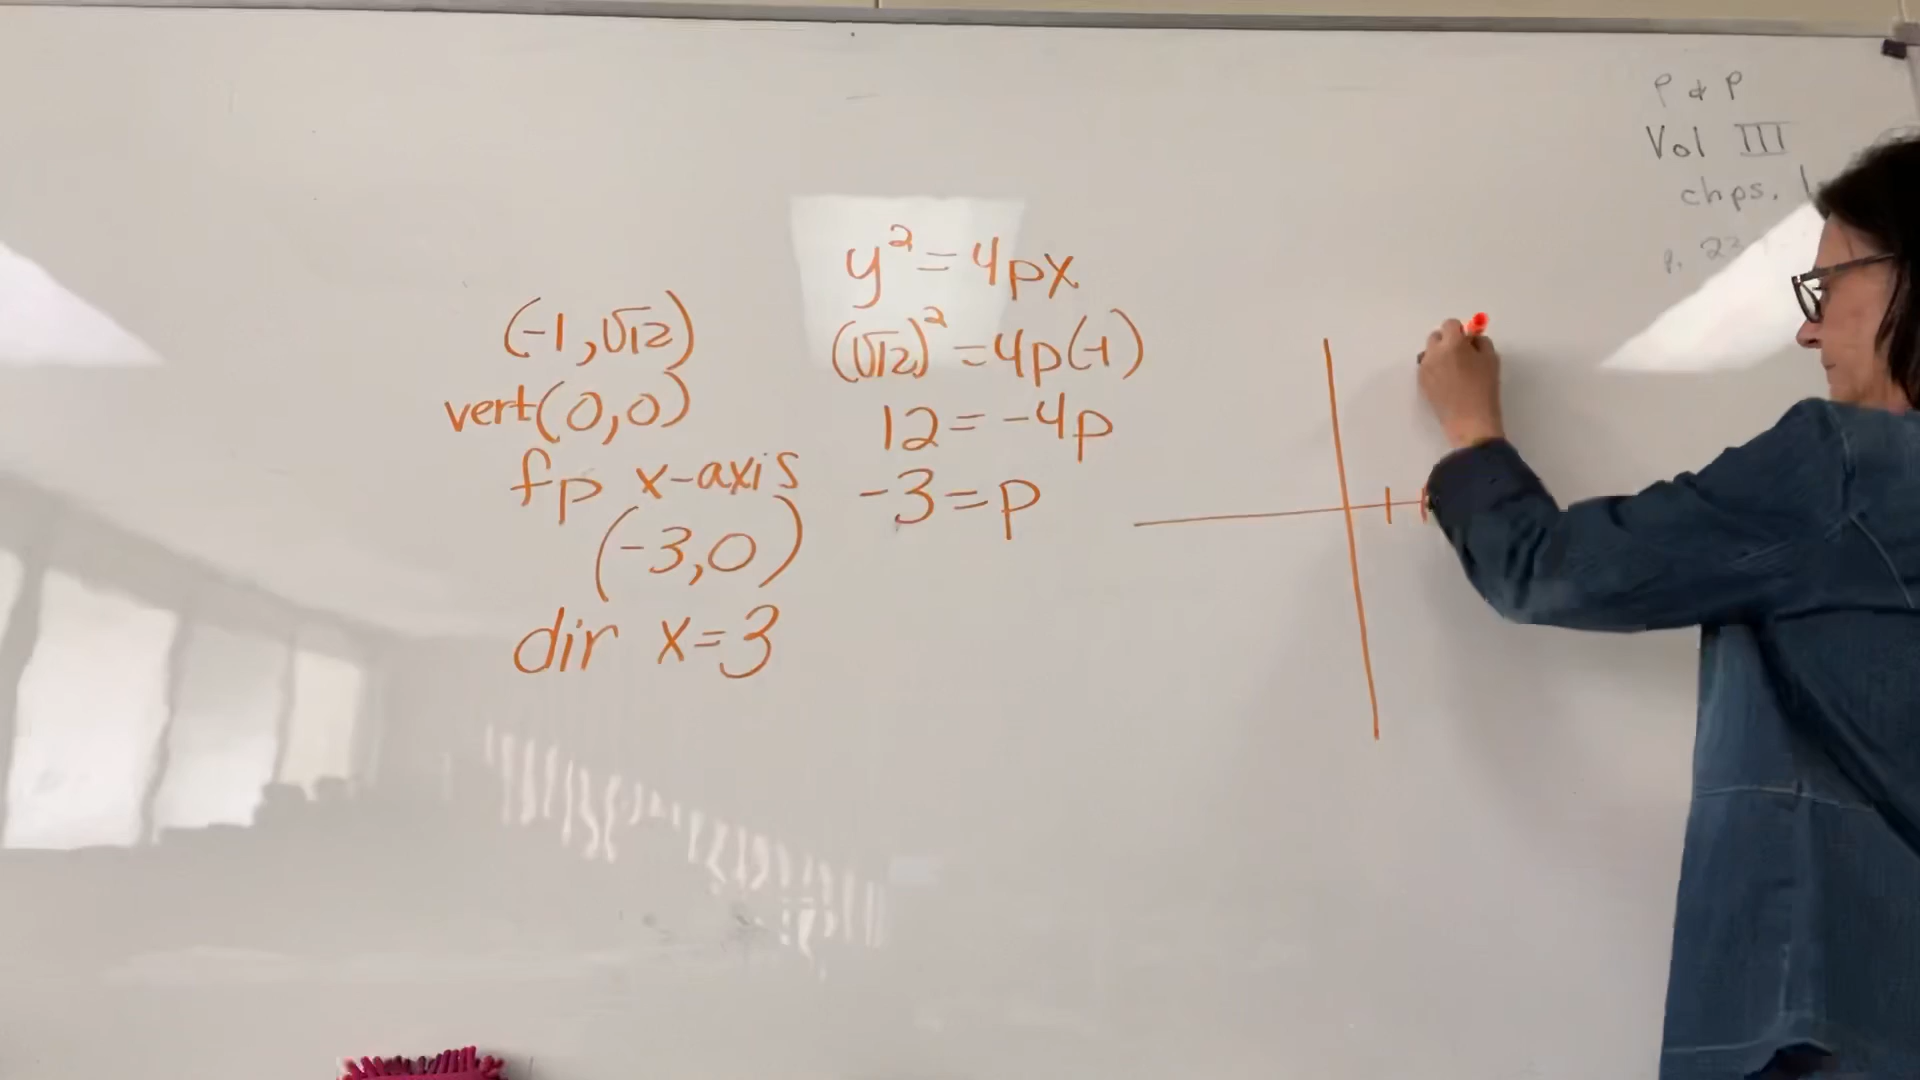 (-1,√12)
vert(0,0)
fp x-axis
(-3,0)
dir x=3
y²=4px
(√12)²=4p(-1)
12=-4p
-3=p
P & P
Vol III
chps.
p. 23